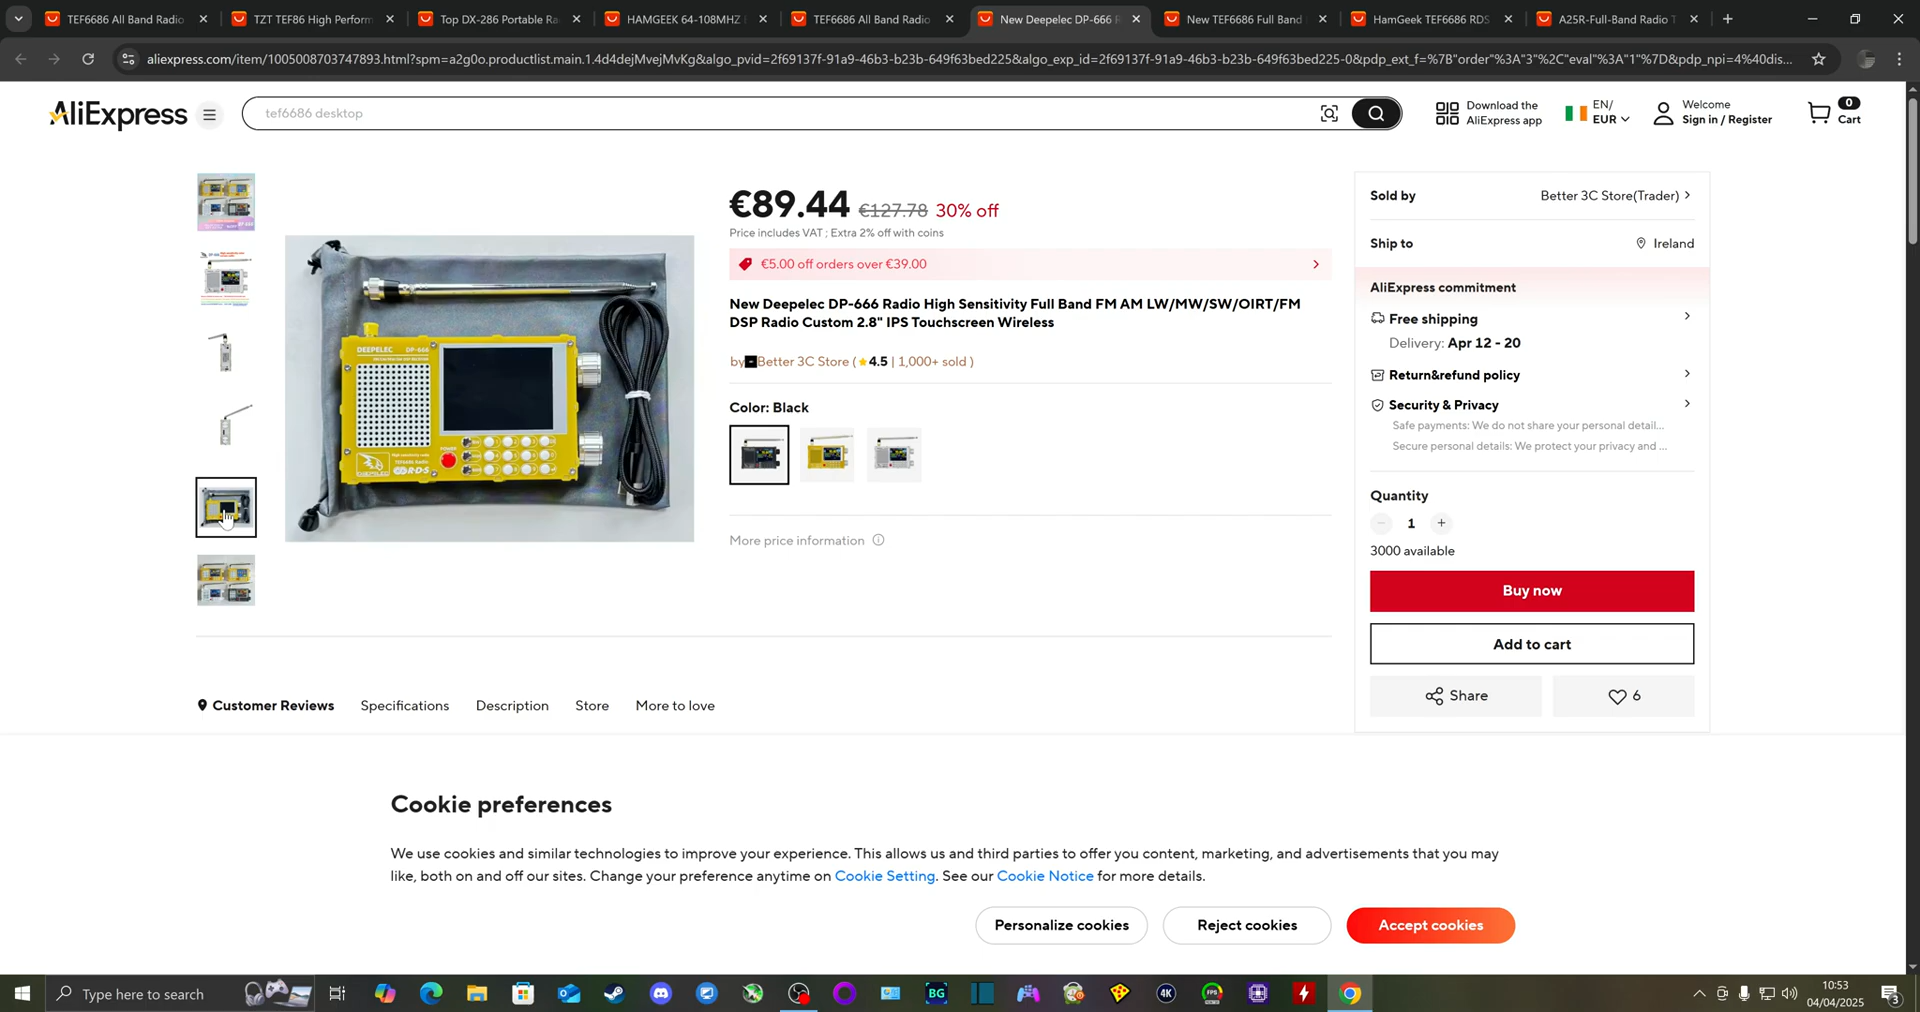 TEF6686 All Band Radio
TZT TEF86 High Perform
Top DX-286 Portable Ra
HAMGEEK 64-108MHZ
TEF6686 All Band Radio
New Deepelec DP-666 R
New TEF6686 Full Band
HamGeek TEF6686 RDS
A25R-Full-Band Radio T
aliexpress.com/item/1005008703747893.html?spm=a2g0o.productlist.main.1.4d4dejMvejMvKg&algo_pvid=2f69137f-91a9-46b3-b23b-649f63bed225&algo_exp_id=2f69137f-91a9-46b3-b23b-649f63bed225-0&pdp_ext_f=%7B"order"%3A"3"%2C"eval"%3A"1"%7D&pdp_npi=4%40dis...
AliExpress
tef6686 desktop
Download the
AliExpress app
EN/
EUR
Welcome
Sign in / Register
0
Cart
€89.44 €127.78 30% off
Price includes VAT ; Extra 2% off with coins
€5.00 off orders over €39.00
New Deepelec DP-666 Radio High Sensitivity Full Band FM AM LW/MW/SW/OIRT/FM
DSP Radio Custom 2.8" IPS Touchscreen Wireless
by Better 3C Store ( 4.5 | 1,000+ sold )
Color: Black
More price information
DEEPELEC DP-666
POWER
TEF6686 Radio
DEEPELEC R·D·S
Sold by Better 3C Store(Trader)
Ship to Ireland
AliExpress commitment
Free shipping
Delivery: Apr 12 - 20
Return&refund policy
Security & Privacy
Safe payments: We do not share your personal detail...
Secure personal details: We protect your privacy and ...
Quantity
1
3000 available
Buy now
Add to cart
Share
6
Customer Reviews
Specifications
Description
Store
More to love
Cookie preferences
We use cookies and similar technologies to improve your experience. This allows us and third parties to offer you content, marketing, and advertisements that you may
like, both on and off our sites. Change your preference anytime on Cookie Setting. See our Cookie Notice for more details.
Personalize cookies
Reject cookies
Accept cookies
Type here to search
BG
4K
FPS
10:53
04/04/2025
3